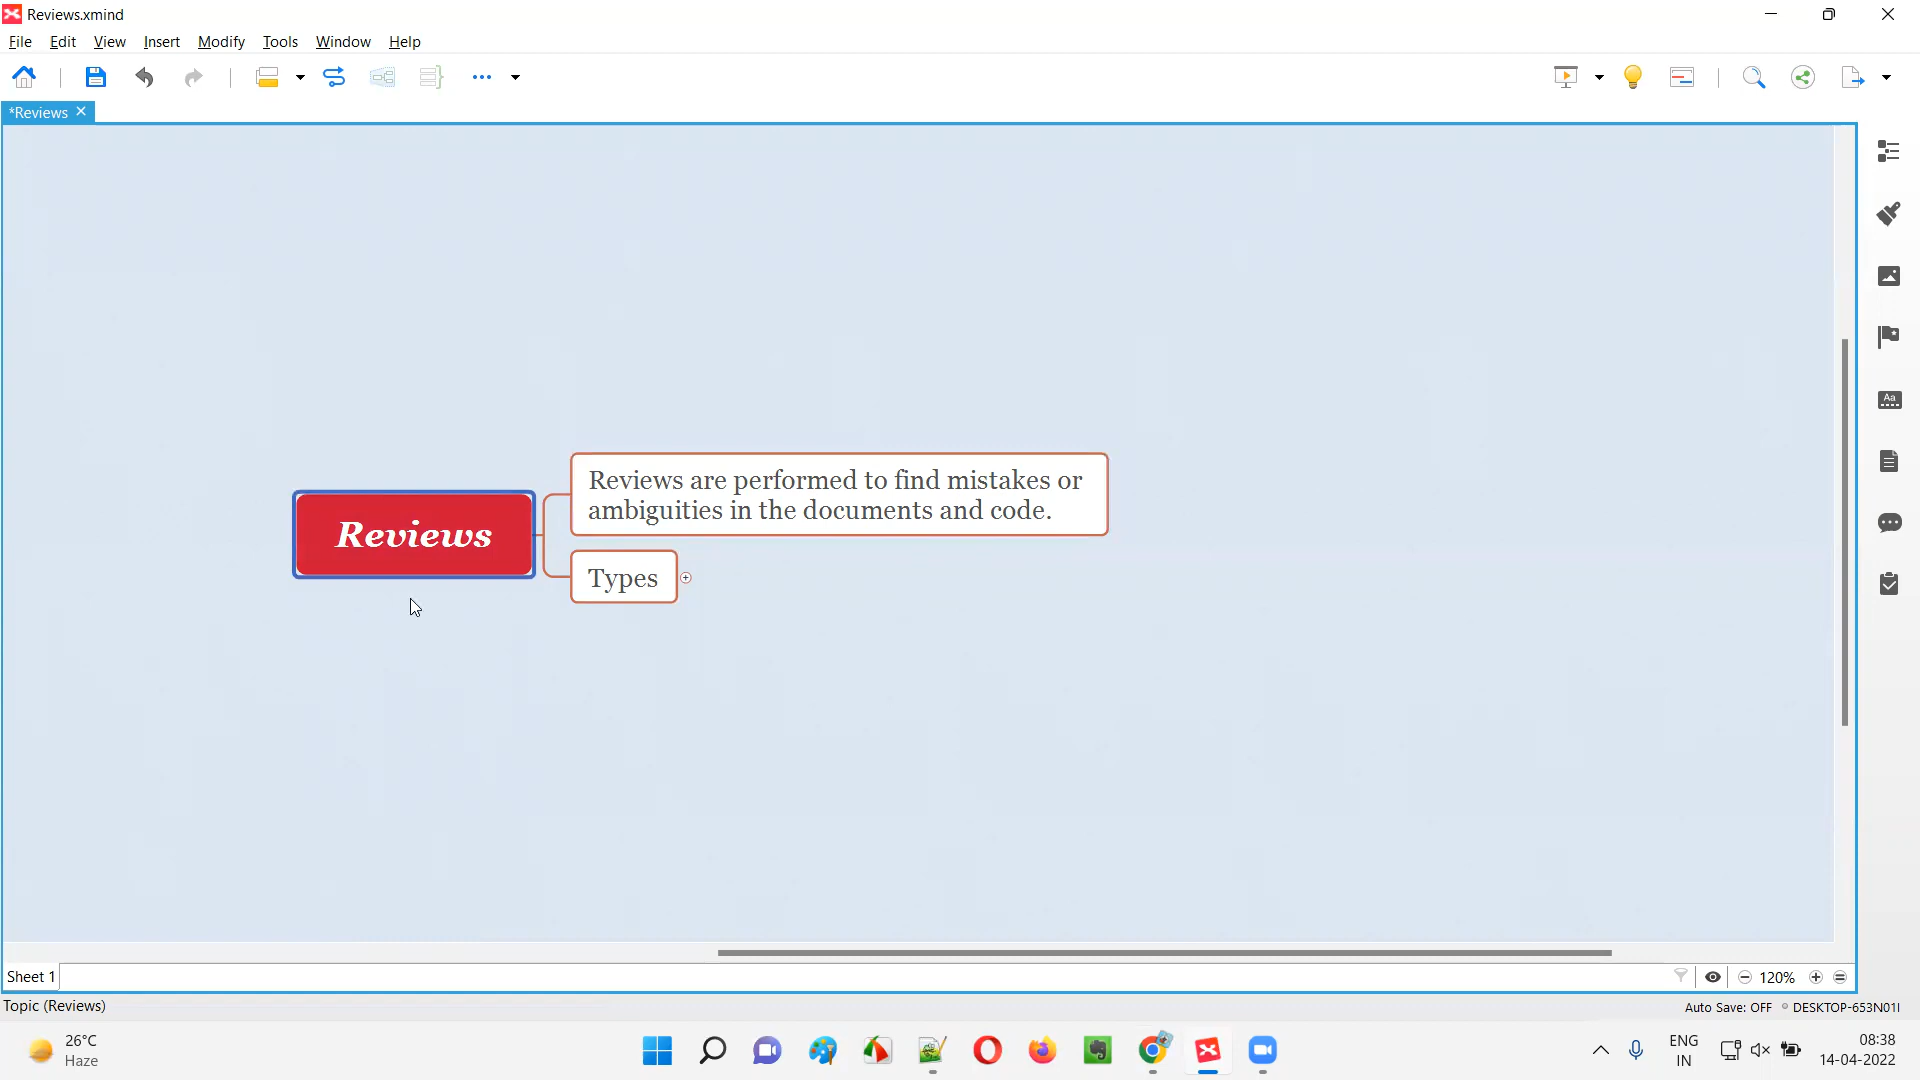 Reviews.xmind
File Edit View Insert Modify Tools Window Help
*Reviews
Reviews
Reviews are performed to find mistakes or
ambiguities in the documents and code.
Types
Aa
Sheet 1
120%
Topic (Reviews)
Auto Save: OFF DESKTOP-653N01I
26°C
Haze
ENG
IN
08:38
14-04-2022